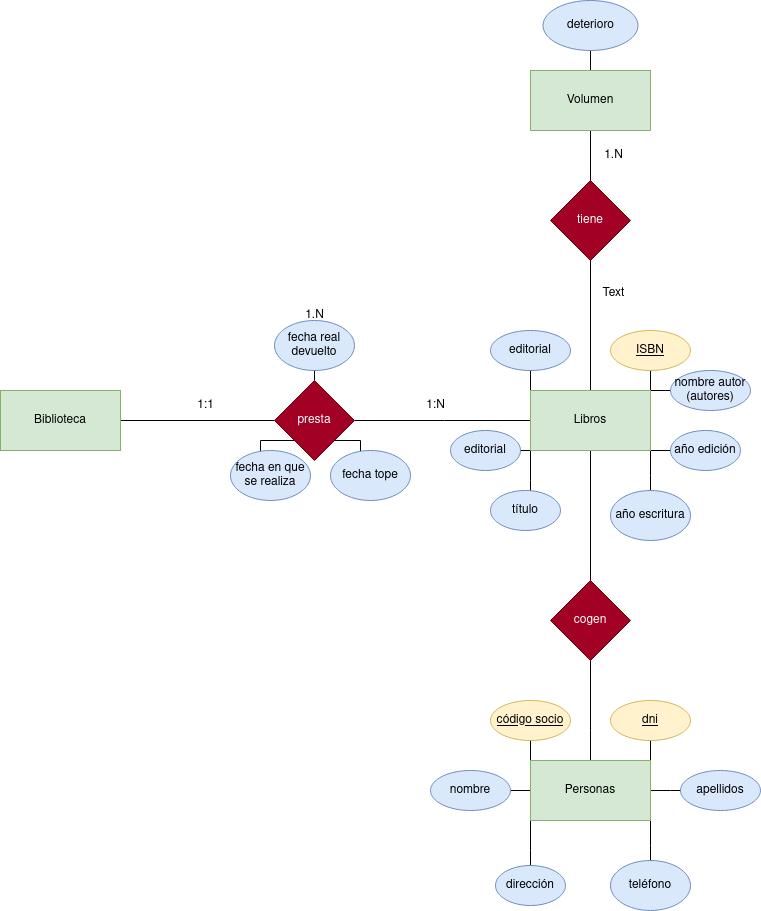 deterioro
Volumen
1.N
tiene
Text
1.N
fecha real
devuelto
editorial
ISBN
nombre autor
(autores)
Biblioteca
1:1
presta
1:N
Libros
fecha en que
se realiza
fecha tope
editorial
año edición
título
año escritura
cogen
código socio
dni
nombre
Personas
apellidos
dirección
teléfono